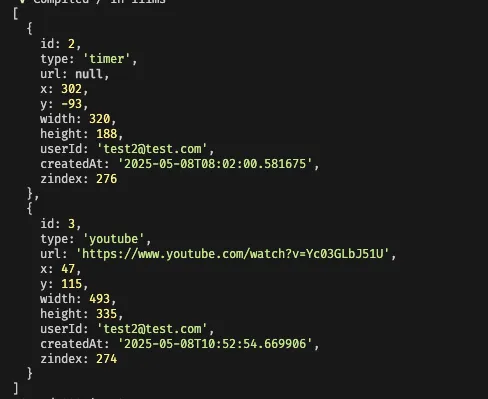 Compiled / in 111ms
[
  {
    id: 2,
    type: 'timer',
    url: null,
    x: 302,
    y: -93,
    width: 320,
    height: 188,
    userId: 'test2@test.com',
    createdAt: '2025-05-08T08:02:00.581675',
    zindex: 276
  },
  {
    id: 3,
    type: 'youtube',
    url: 'https://www.youtube.com/watch?v=Yc03GLbJ51U',
    x: 47,
    y: 115,
    width: 493,
    height: 335,
    userId: 'test2@test.com',
    createdAt: '2025-05-08T10:52:54.669906',
    zindex: 274
  }
]